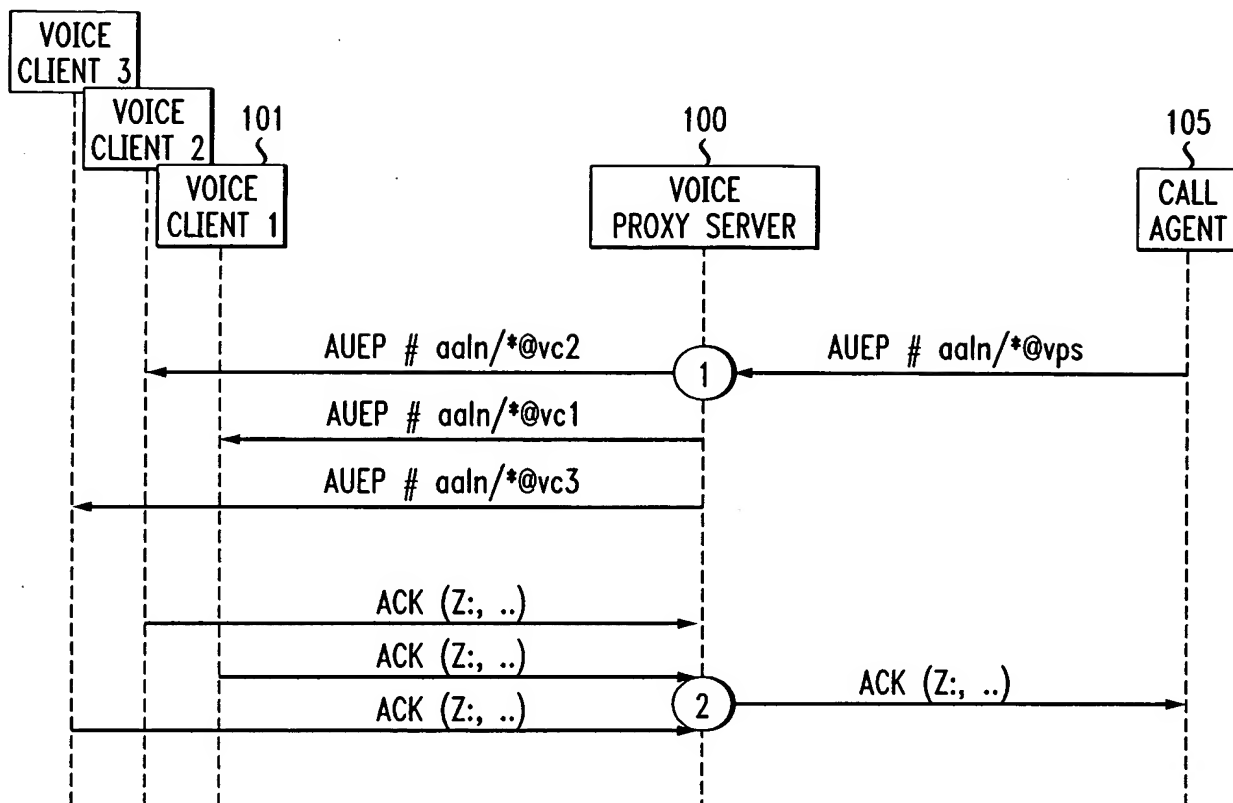 VOICE
CLIENT 3
VOICE
CLIENT 2
101
VOICE
CLIENT 1
100
VOICE
PROXY SERVER
105
CALL
AGENT
AUEP # aaln/*@vc2
1
AUEP # aaln/*@vps
AUEP # aaln/*@vc1
AUEP # aaln/*@vc3
ACK (Z:, ..)
ACK (Z:, ..)
2
ACK (Z:, ..)
ACK (Z:, ..)